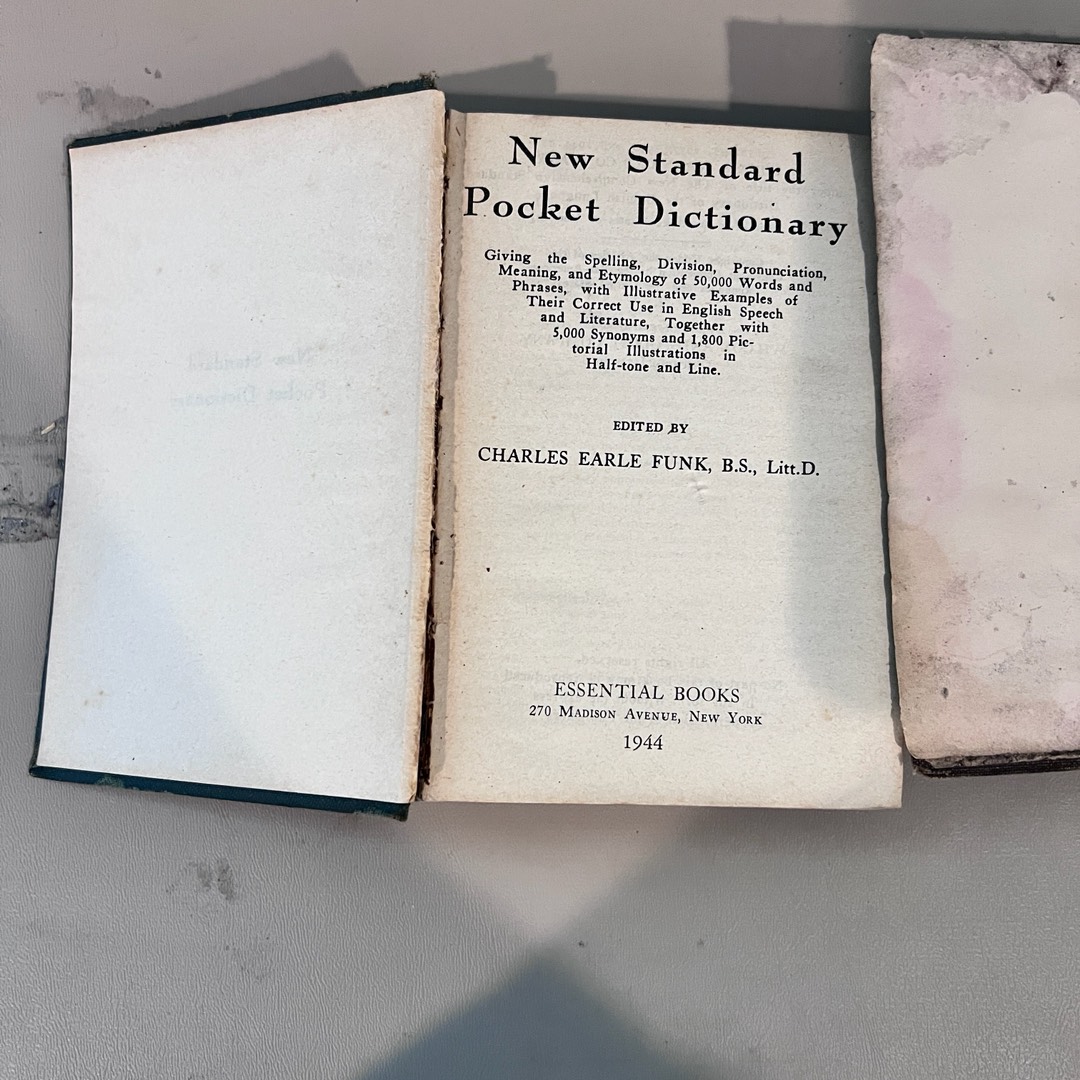 New Standard
Pocket Dictionary
Giving the Spelling, Division, Pronunciation,
Meaning, and Etymology of 50,000 Words and
Phrases, with Illustrative Examples of
Their Correct Use in English Speech
and Literature, Together with
5,000 Synonyms and 1,800 Pic-
torial Illustrations in
Half-tone and Line.
EDITED BY
CHARLES EARLE FUNK, B.S., Litt.D.
ESSENTIAL BOOKS
270 MADISON AVENUE, NEW YORK
1944